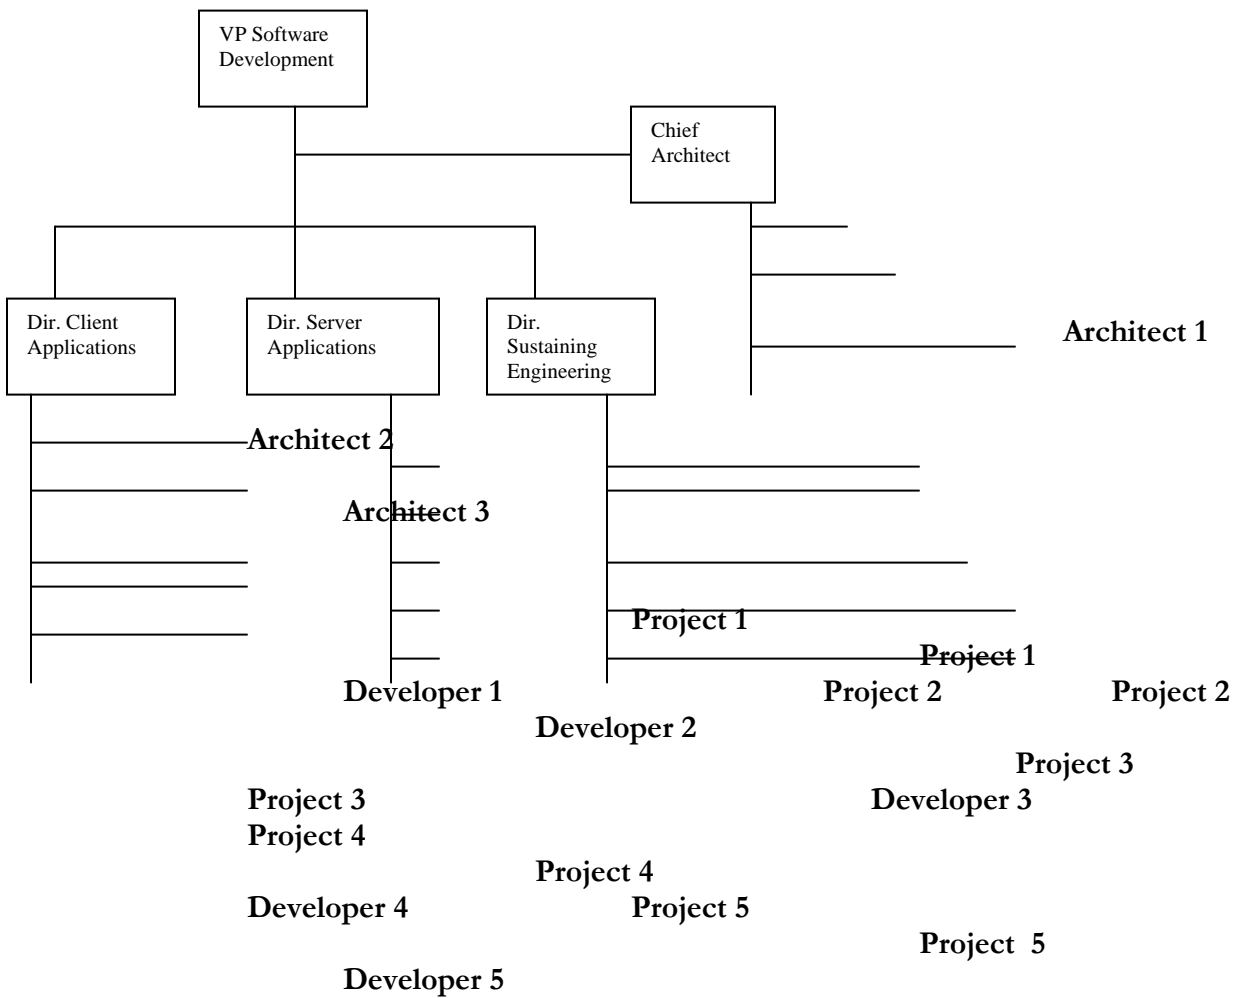 VP Software
Development
Chief
Architect
Dir. Client
Applications
Dir. Server
Applications
Dir.
Sustaining
Engineering
Architect 1
Architect 2
Architect 3
Project 1
Project 1
Developer 1
Project 2
Project 2
Developer 2
Project 3
Project 3
Developer 3
Project 4
Project 4
Developer 4
Project 5
Project  5
Developer 5